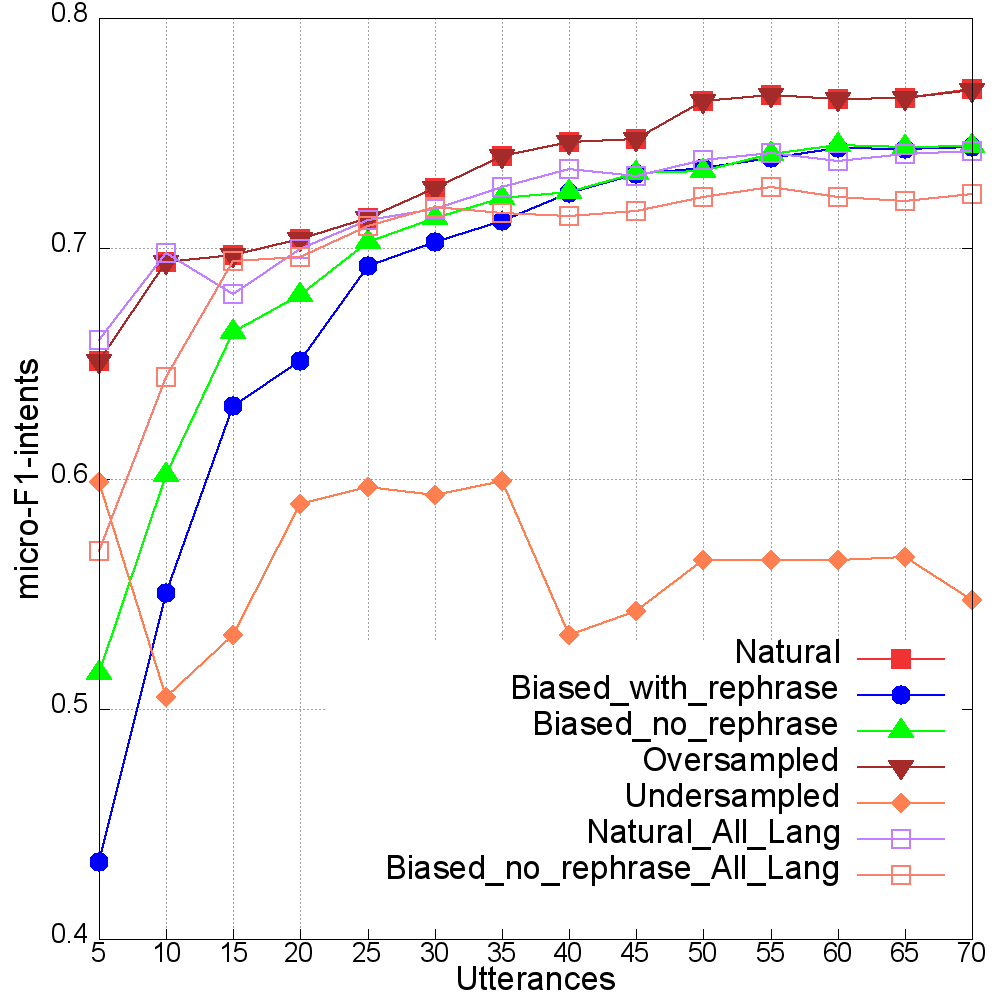 0.8
0.7
0.6
0.5
0.4
micro-F1-intents
5 10 15 20 25 30 35 40 45 50 55 60 65 70
Utterances
Natural
Biased_with_rephrase
Biased_no_rephrase
Oversampled
Undersampled
Natural_All_Lang
Biased_no_rephrase_All_Lang